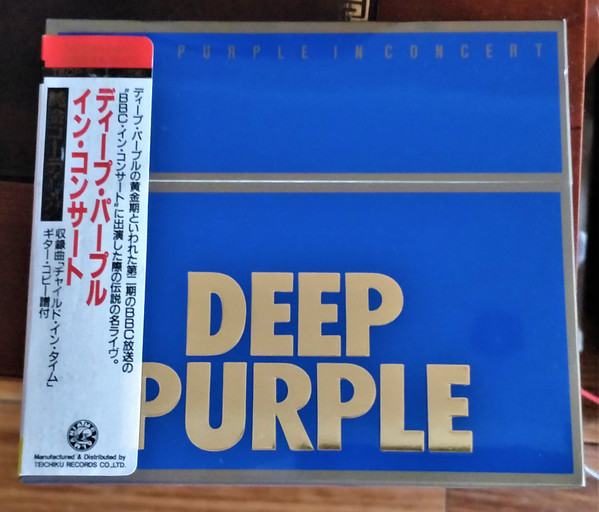 PURPLE IN CONCERT
ディープ・パープル
イン・コンサート
ディープ・パープルの黄金期といわれた第二期のBBC放送の
"BBC・イン・コンサート"に出演した際の伝説の名ライヴ。
収録曲「チャイルド・イン・タイム」
ギター・コピー譜付
DEEP
PURPLE
Manufactured & Distributed by
TEICHIKU RECORDS CO.,LTD.